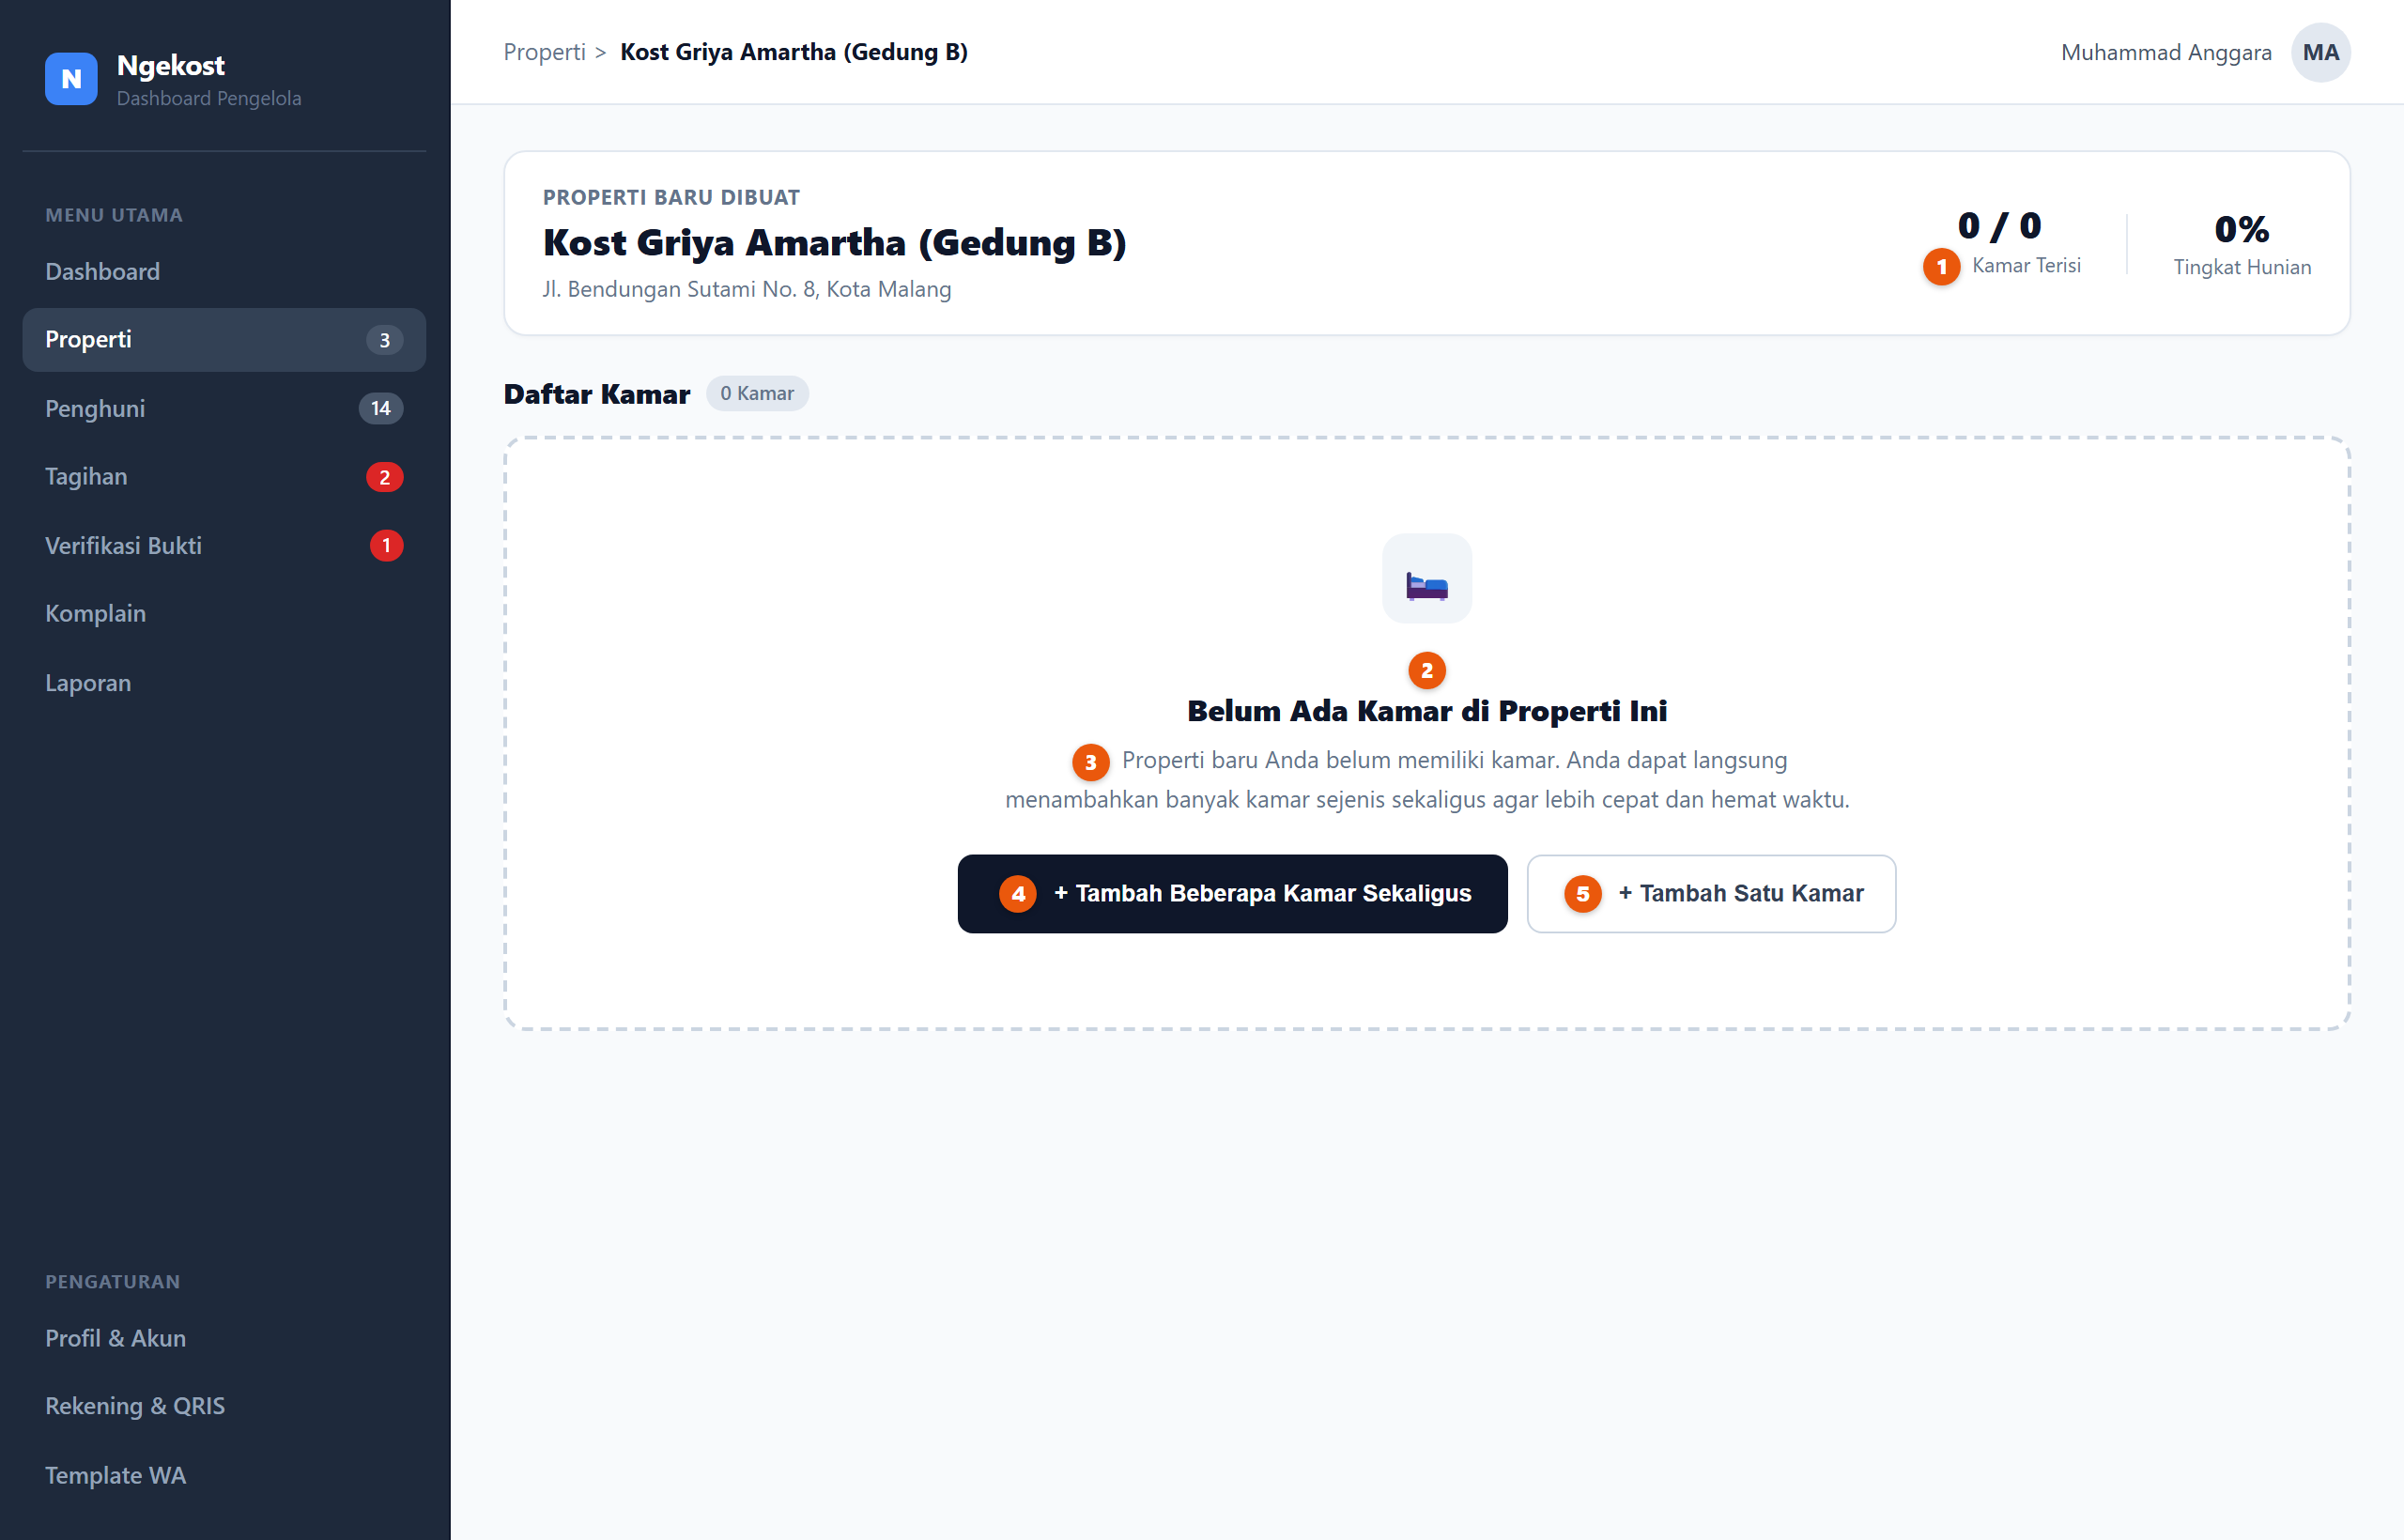 N
Ngekost
Dashboard Pengelola
MENU UTAMA
Dashboard
Properti 3
Penghuni 14
Tagihan 2
Verifikasi Bukti 1
Komplain
Laporan
PENGATURAN
Profil & Akun
Rekening & QRIS
Template WA
Properti > Kost Griya Amartha (Gedung B)
Muhammad Anggara MA
PROPERTI BARU DIBUAT
Kost Griya Amartha (Gedung B)
Jl. Bendungan Sutami No. 8, Kota Malang
0 / 0
1 Kamar Terisi
0%
Tingkat Hunian
Daftar Kamar 0 Kamar
2
Belum Ada Kamar di Properti Ini
3 Properti baru Anda belum memiliki kamar. Anda dapat langsung
menambahkan banyak kamar sejenis sekaligus agar lebih cepat dan hemat waktu.
4 + Tambah Beberapa Kamar Sekaligus
5 + Tambah Satu Kamar